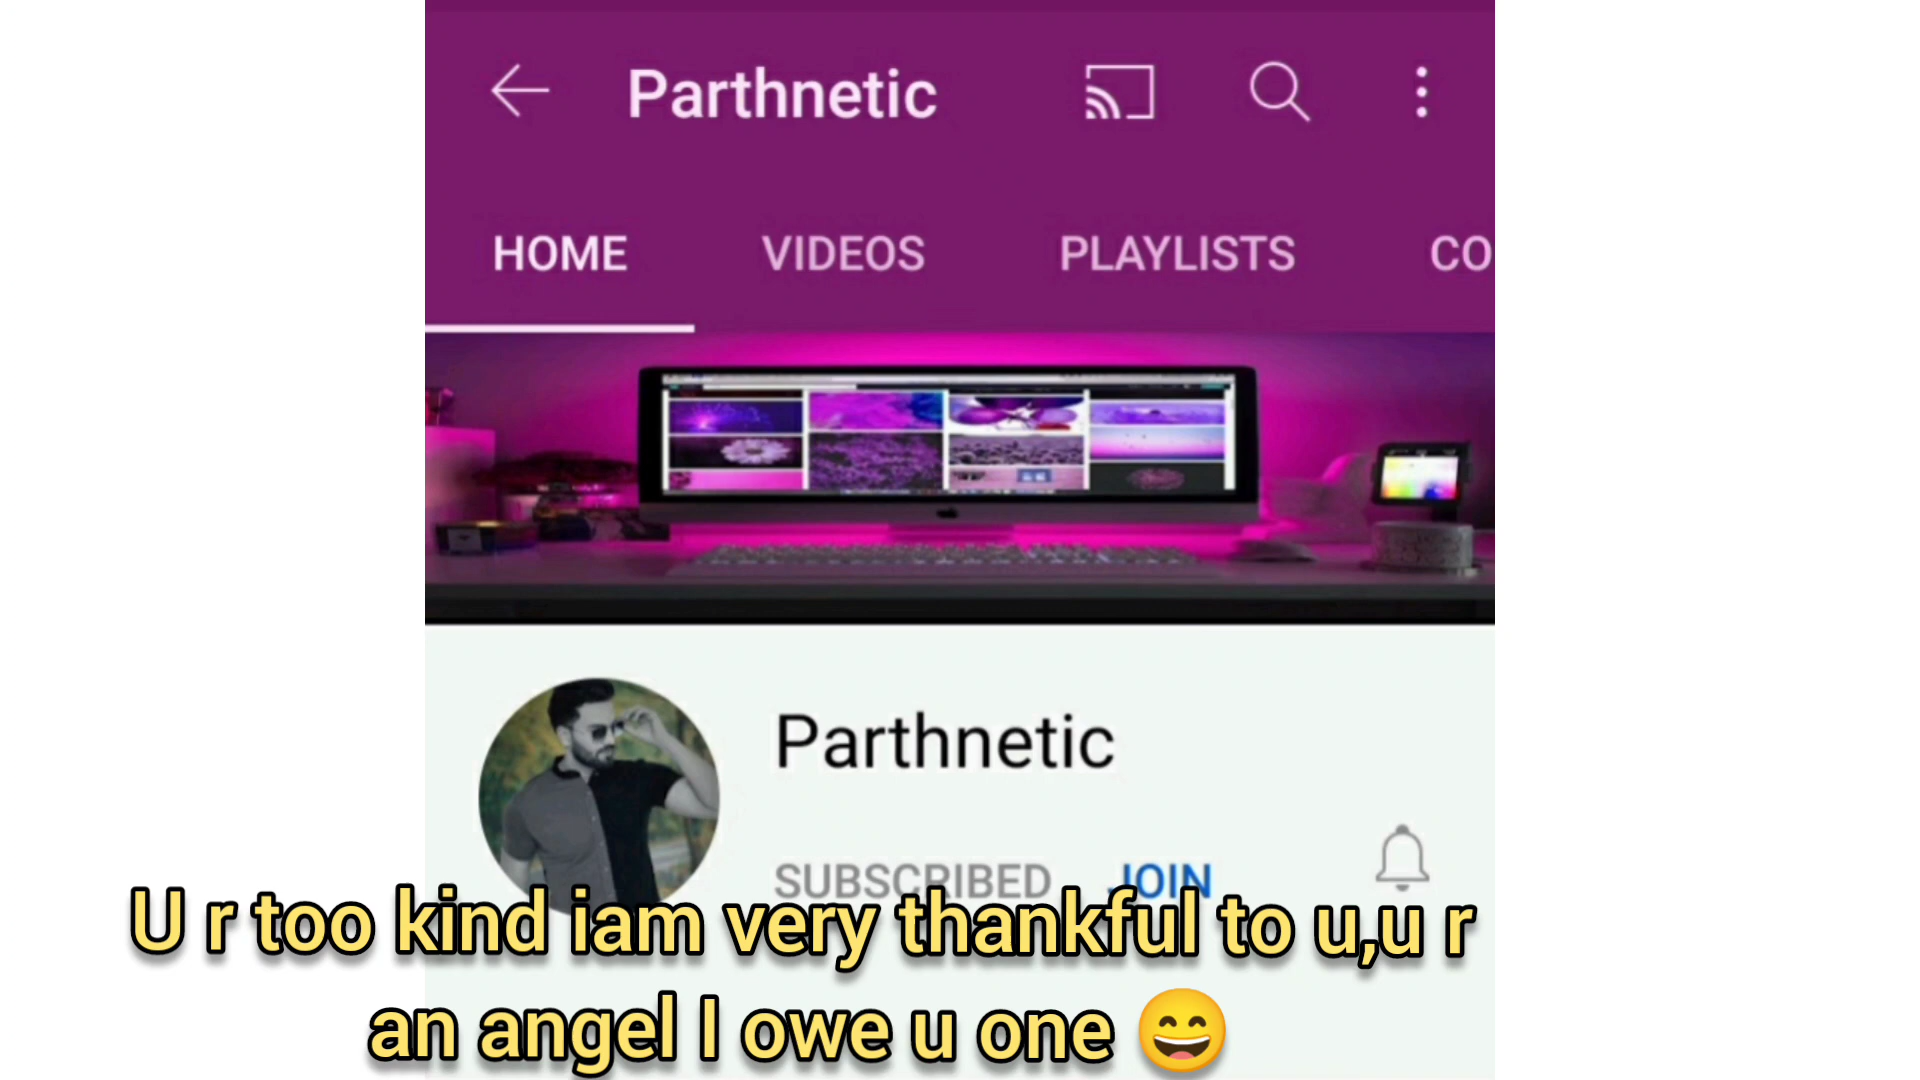 Parthnetic
HOME VIDEOS PLAYLISTS CO
Parthnetic
SUBSCRIBED JOIN
U r too kind iam very thankful to u,u r
an angel I owe u one 😄